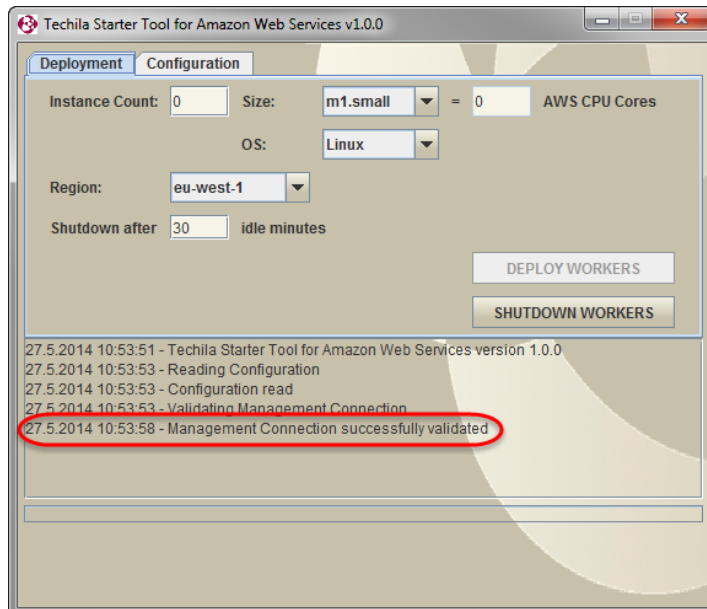 Techila Starter Tool for Amazon Web Services v1.0.0
Deployment Configuration
Instance Count: 0 Size: m1.small = 0 AWS CPU Cores
OS: Linux
Region: eu-west-1
Shutdown after 30 idle minutes
DEPLOY WORKERS
SHUTDOWN WORKERS
27.5.2014 10:53:51 - Techila Starter Tool for Amazon Web Services version 1.0.0
27.5.2014 10:53:53 - Reading Configuration
27.5.2014 10:53:53 - Configuration read
27.5.2014 10:53:53 - Validating Management Connection
27.5.2014 10:53:58 - Management Connection successfully validated